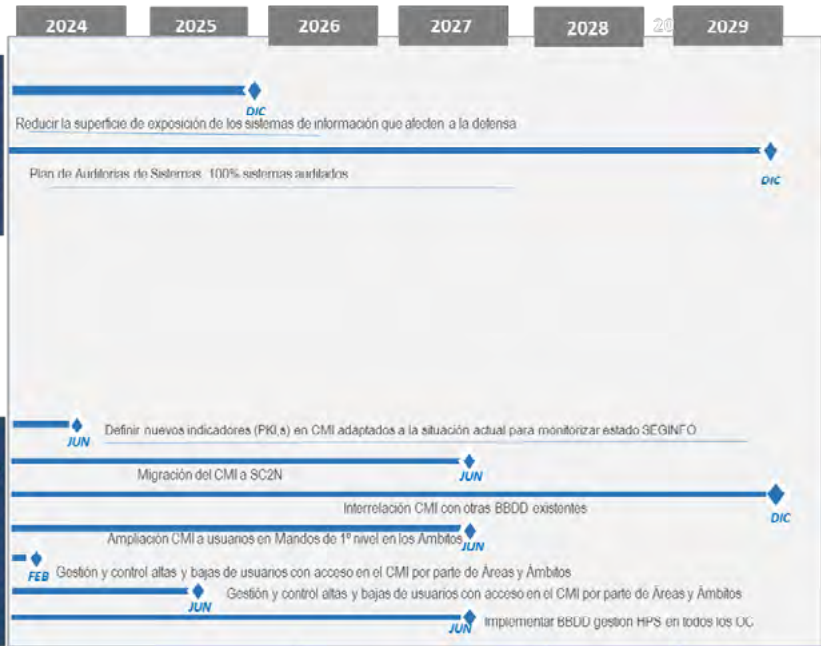 2024 2025 2026 2027 2028 20 2029
DIC
Reducir la superficie de exposición de los sistemas de información que afecten a la defensa
Plan de Auditorias de Sistemas. 100% sistemas auditados
DIC
Definir nuevos indicadores (PKI,s) en CMI adaptados a la situación actual para monitorizar estado SEGINFO
JUN
Migración del CMI a SC2N
JUN
Interrelación CMI con otras BBDD existentes
DIC
Ampliación CMI a usuarios en Mandos de 1º nivel en los Ámbitos
JUN
FEB Gestión y control altas y bajas de usuarios con acceso en el CMI por parte de Áreas y Ámbitos
Gestión y control altas y bajas de usuarios con acceso en el CMI por parte de Áreas y Ámbitos
JUN
JUN Implementar BBDD gestion HPS en todos los OC